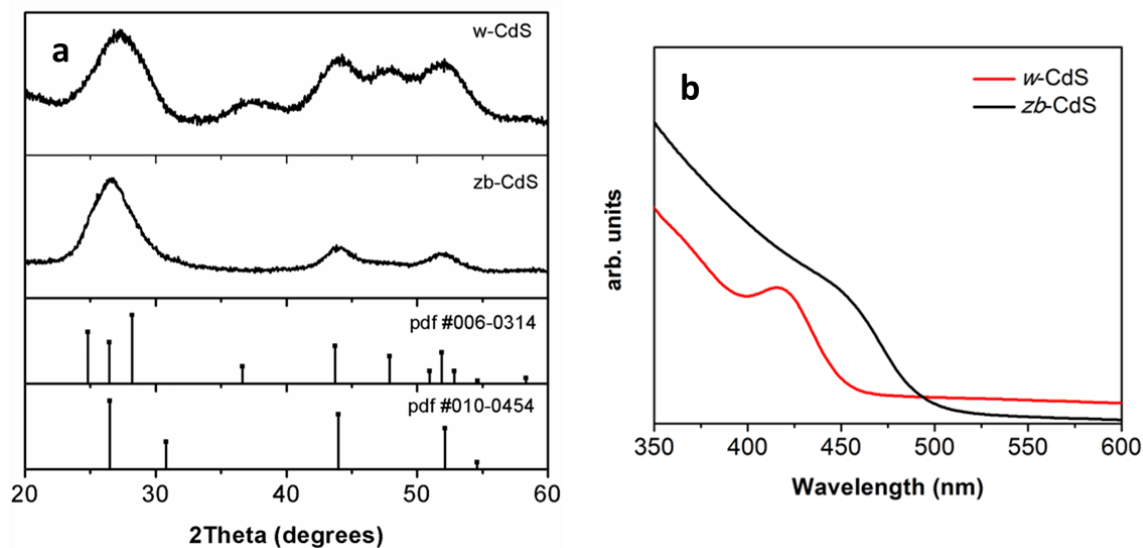 a
w-CdS
zb-CdS
pdf #006-0314
pdf #010-0454
20 30 40 50 60
2Theta (degrees)
b
w-CdS
zb-CdS
arb. units
350 400 450 500 550 600
Wavelength (nm)